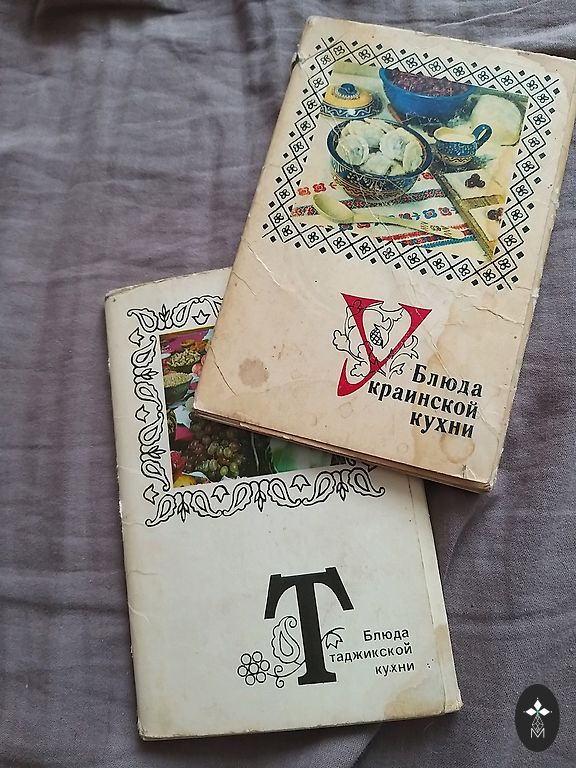 Блюда
Украинской
кухни
Т
Блюда
таджикской
кухни
М